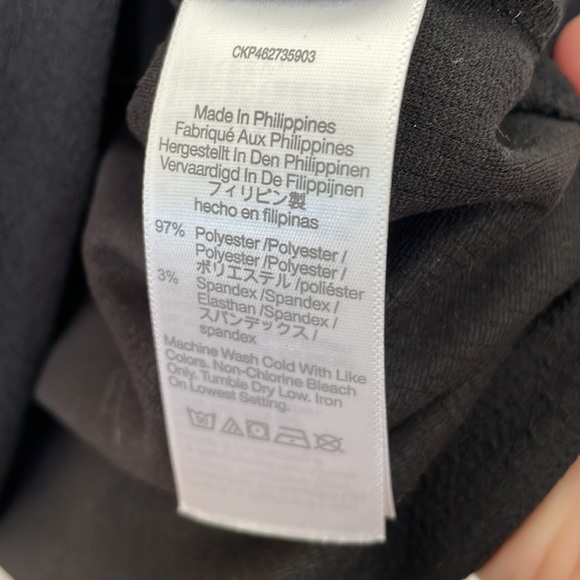 CKP462735903
Made In Philippines
Fabriqué Aux Philippines
Hergestellt In Den Philippinen
Vervaardigd In De Filippijnen
フィリピン製
hecho en filipinas
97% Polyester /Polyester /
Polyester /Polyester /
ポリエステル /poliéster
3% Spandex /Spandex /
Elasthan /Spandex /
スパンデックス /
spandex
Machine Wash Cold With Like
Colors. Non-Chlorine Bleach
Only. Tumble Dry Low. Iron
On Lowest Setting.